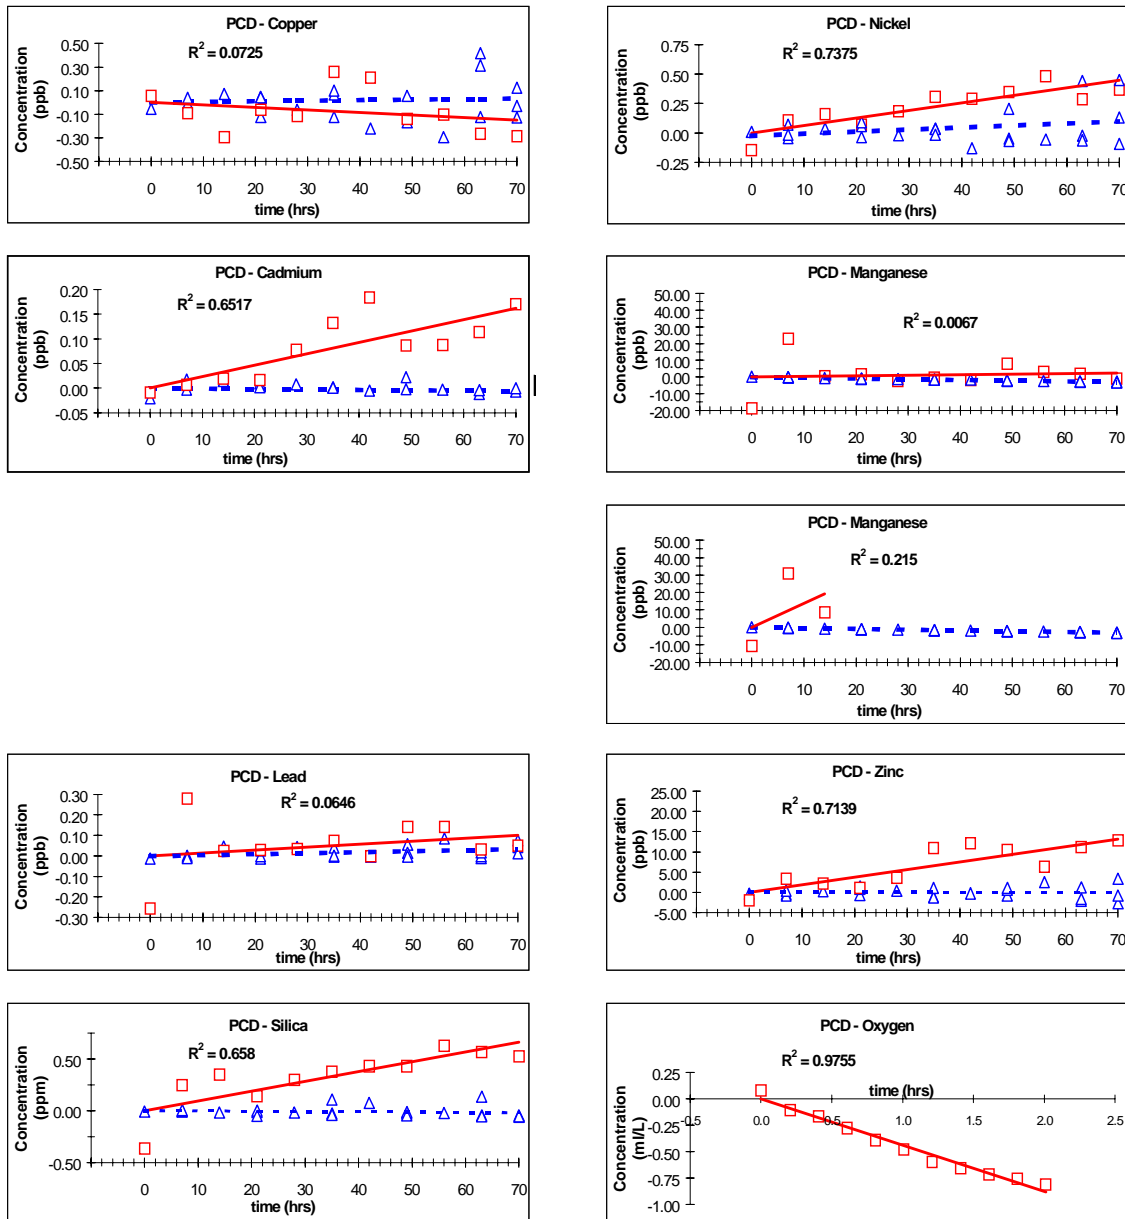 PCD - Copper
R² = 0.0725
Concentration
(ppb)
0.50
0.30
0.10
-0.10
-0.30
-0.50
0 10 20 30 40 50 60 70
time (hrs)
PCD - Nickel
R² = 0.7375
Concentration
(ppb)
0.75
0.50
0.25
0.00
-0.25
0 10 20 30 40 50 60 70
time (hrs)
PCD - Cadmium
R² = 0.6517
Concentration
(ppb)
0.20
0.15
0.10
0.05
0.00
-0.05
0 10 20 30 40 50 60 70
time (hrs)
PCD - Manganese
R² = 0.0067
Concentration
(ppb)
50.00
40.00
30.00
20.00
10.00
0.00
-10.00
-20.00
0 10 20 30 40 50 60 70
time (hrs)
PCD - Manganese
R² = 0.215
Concentration
(ppb)
50.00
40.00
30.00
20.00
10.00
0.00
-10.00
-20.00
0 10 20 30 40 50 60 70
time (hrs)
PCD - Lead
R² = 0.0646
Concentration
(ppb)
0.30
0.20
0.10
0.00
-0.10
-0.20
-0.30
0 10 20 30 40 50 60 70
time (hrs)
PCD - Zinc
R² = 0.7139
Concentration
(ppb)
25.00
20.00
15.00
10.00
5.00
0.00
-5.00
0 10 20 30 40 50 60 70
time (hrs)
PCD - Silica
R² = 0.658
Concentration
(ppm)
0.50
0.00
-0.50
0 10 20 30 40 50 60 70
time (hrs)
PCD - Oxygen
R² = 0.9755
time (hrs)
Concentration
(ml/L)
0.25
0.00
-0.25
-0.50
-0.75
-1.00
-0.5 0.0 0.5 1.0 1.5 2.0 2.5